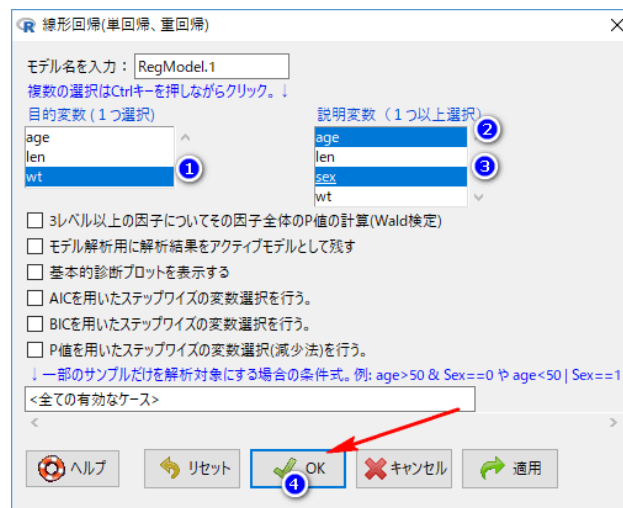 線形回帰(単回帰、重回帰)
モデル名を入力： RegModel.1
複数の選択はCtrlキーを押しながらクリック。↓
目的変数 (１つ選択)
説明変数 （１つ以上選択)
age
len
wt
1
age
len
sex
wt
2
3
3レベル以上の因子についてその因子全体のP値の計算(Wald検定)
モデル解析用に解析結果をアクティブモデルとして残す
基本的診断プロットを表示する
AICを用いたステップワイズの変数選択を行う。
BICを用いたステップワイズの変数選択を行う。
P値を用いたステップワイズの変数選択(減少法)を行う。
↓一部のサンプルだけを解析対象にする場合の条件式。例: age>50 & Sex==0 や age<50 | Sex==1
<全ての有効なケース>
ヘルプ リセット OK キャンセル 適用
4